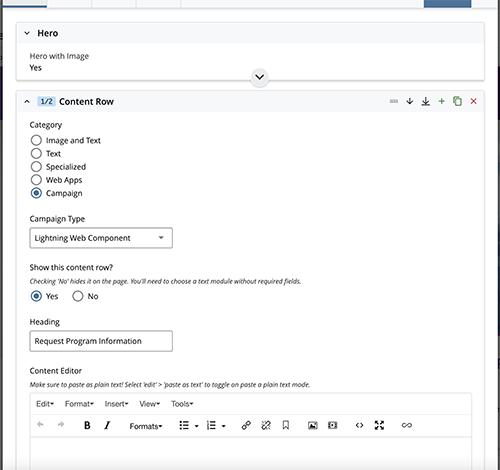 Hero
Hero with Image
Yes
1/2 Content Row
Category
Image and Text
Text
Specialized
Web Apps
Campaign
Campaign Type
Lightning Web Component
Show this content row?
Checking 'No' hides it on the page. You'll need to choose a text module without required fields.
Yes No
Heading
Request Program Information
Content Editor
Make sure to paste as plain text! Select 'edit' > 'paste as text' to toggle on paste a plain text mode.
Edit Format Insert View Tools
B I Formats